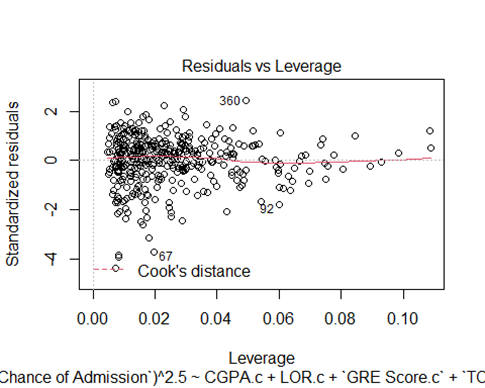 Residuals vs Leverage
Standardized residuals
2
0
-2
-4
360
92
67
Cook's distance
0.00 0.02 0.04 0.06 0.08 0.10
Leverage
Chance of Admission`)^2.5 ~ CGPA.c + LOR.c + `GRE Score.c` + `TO